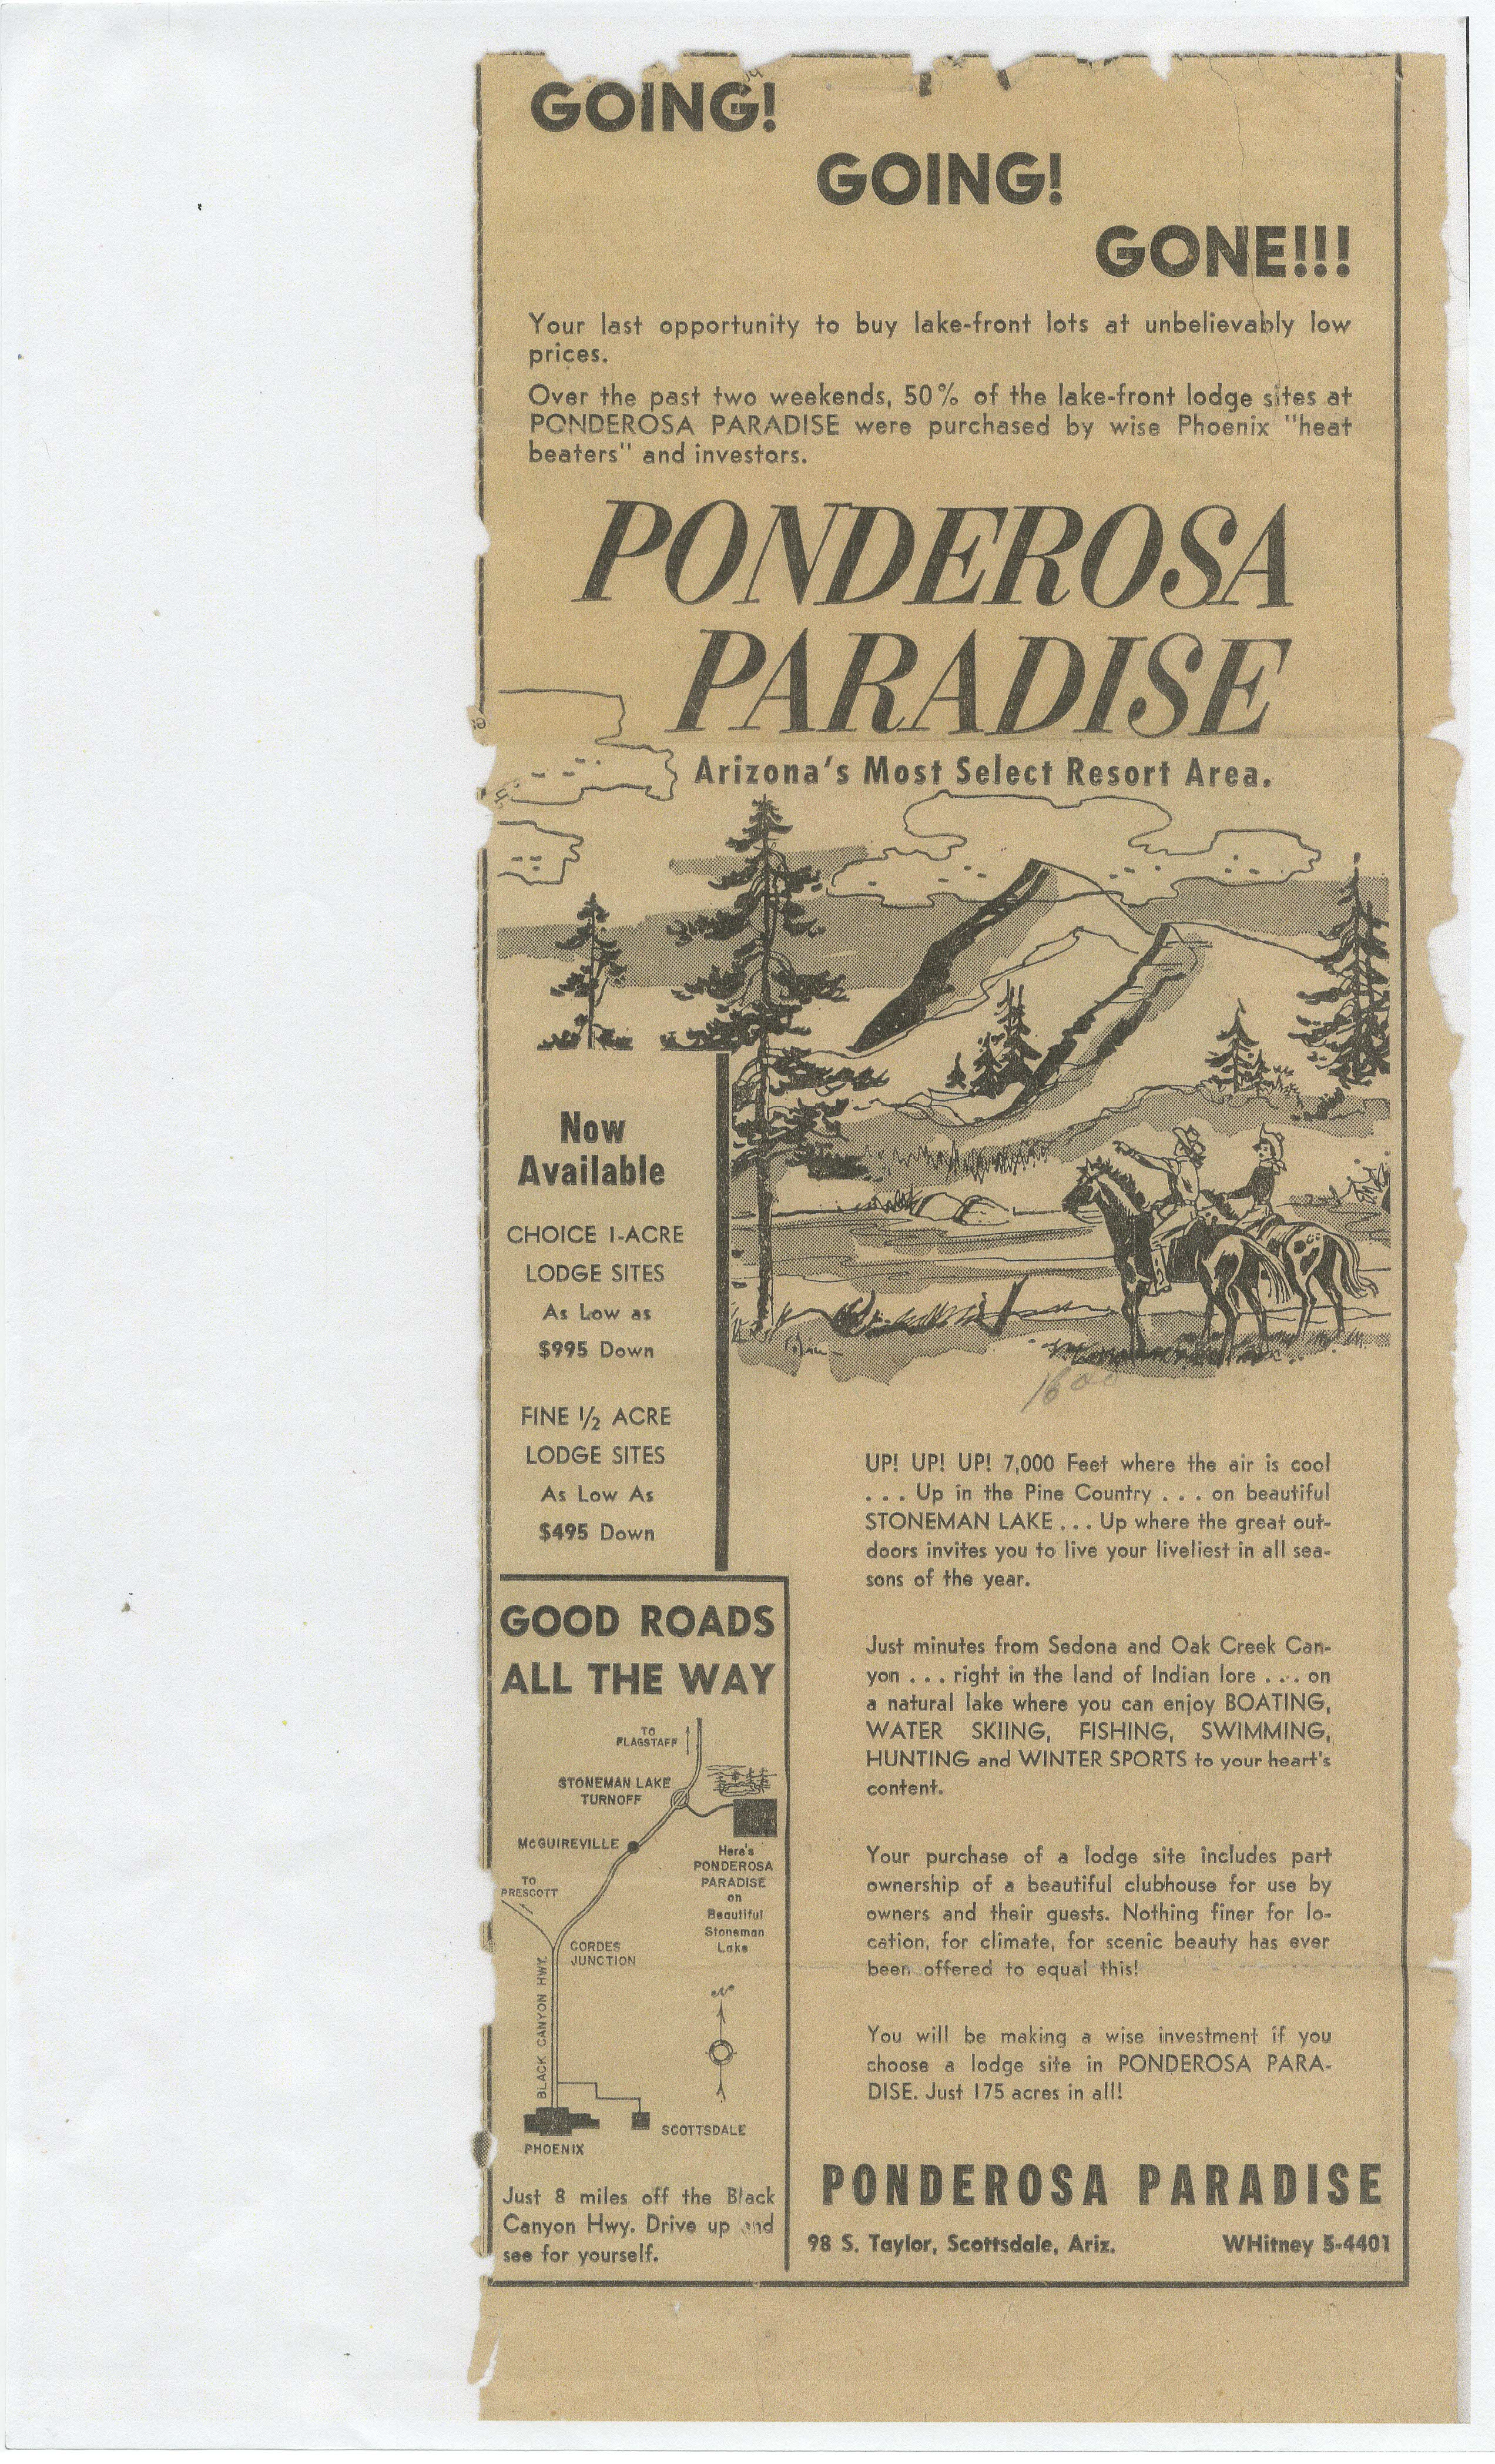 GOING!
GOING!
GONE!!!
Your last opportunity to buy lake-front lots at unbelievably low
prices.
Over the past two weekends, 50% of the lake-front lodge sites at
PONDEROSA PARADISE were purchased by wise Phoenix "heat
beaters" and investors.
PONDEROSA
PARADISE
Arizona's Most Select Resort Area.
Now
Available
CHOICE 1-ACRE
LODGE SITES
As Low as
$995 Down
FINE 1/2 ACRE
LODGE SITES
As Low As
$495 Down
1600
UP! UP! UP! 7,000 Feet where the air is cool
. . . Up in the Pine Country . . . on beautiful
STONEMAN LAKE . . . Up where the great out-
doors invites you to live your liveliest in all sea-
sons of the year.
Just minutes from Sedona and Oak Creek Can-
yon . . . right in the land of Indian lore . . . on
a natural lake where you can enjoy BOATING,
WATER SKIING, FISHING, SWIMMING,
HUNTING and WINTER SPORTS to your heart's
content.
Your purchase of a lodge site includes part
ownership of a beautiful clubhouse for use by
owners and their guests. Nothing finer for lo-
cation, for climate, for scenic beauty has ever
been offered to equal this!
You will be making a wise investment if you
choose a lodge site in PONDEROSA PARA-
DISE. Just 175 acres in all!
GOOD ROADS
ALL THE WAY
TO
FLAGSTAFF
STONEMAN LAKE
TURNOFF
McGUIREVILLE
Here's
PONDEROSA
PARADISE
on
Beautiful
Stoneman
Lake
TO
PRESCOTT
CORDES
JUNCTION
BLACK CANYON HWY.
N
SCOTTSDALE
PHOENIX
Just 8 miles off the Black
Canyon Hwy. Drive up and
see for yourself.
PONDEROSA PARADISE
98 S. Taylor, Scottsdale, Ariz. WHitney 5-4401